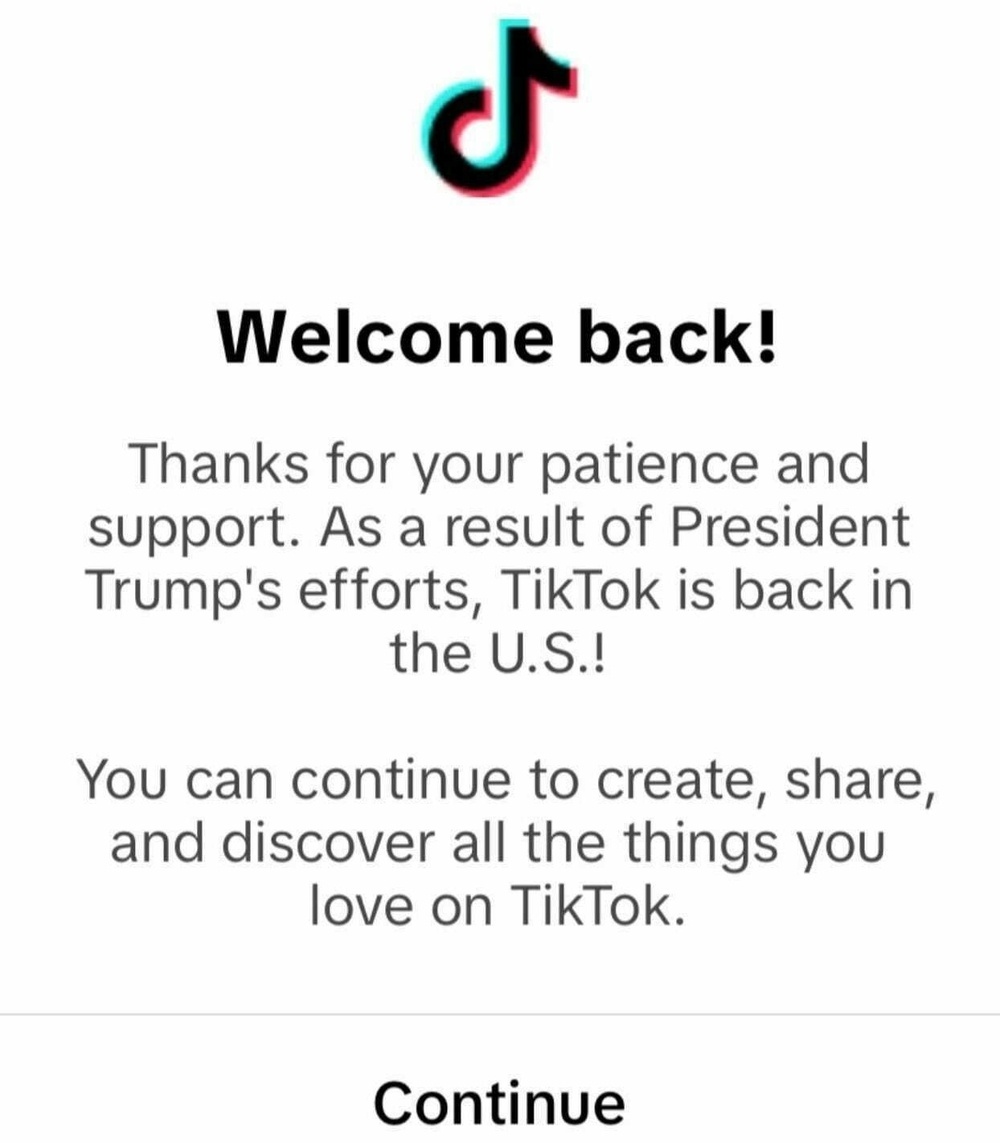 Welcome back!
Thanks for your patience and
support. As a result of President
Trump's efforts, TikTok is back in
the U.S.!
You can continue to create, share,
and discover all the things you
love on TikTok.
Continue